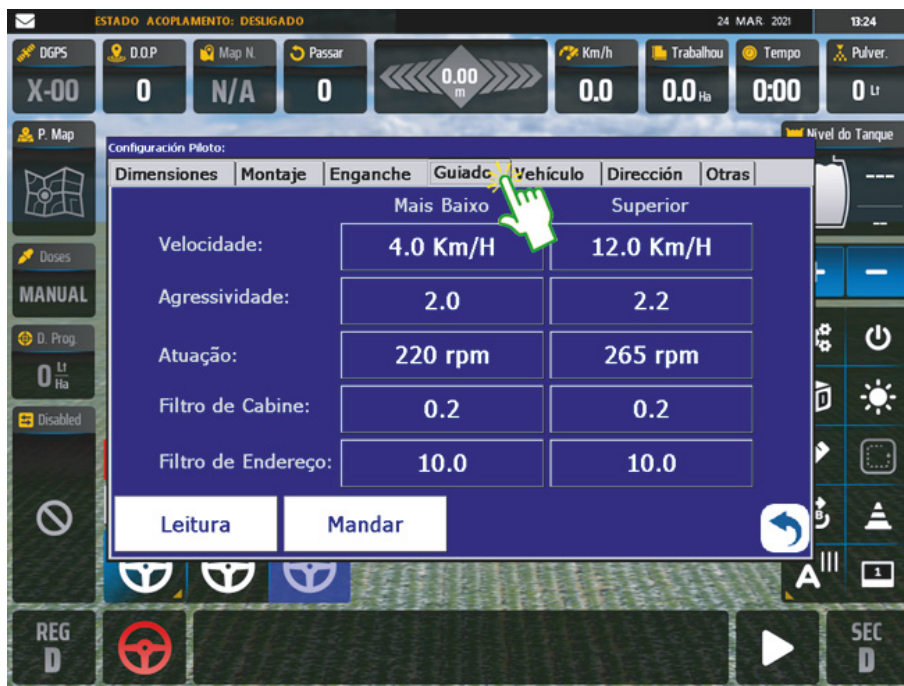 ESTADO ACOPLAMENTO: DESLIGADO 24 MAR. 2021 13:24
DGPS D.O.P Map N. Passar Km/h Trabalhou Tempo Pulver.
X-00 0 N/A 0 0.00 m 0.0 0.0 Ha 0:00 0 Lt
P. Map Nivel do Tanque
Configuración Piloto:
Dimensiones Montaje Enganche Guiado Vehículo Dirección Otras
---
Mais Baixo Superior
--
Velocidade: 4.0 Km/H 12.0 Km/H
Doses
MANUAL
Agressividade: 2.0 2.2
D. Prog.
0 Lt/Ha
Atuação: 220 rpm 265 rpm
Filtro de Cabine: 0.2 0.2
Disabled
Filtro de Endereço: 10.0 10.0
Leitura Mandar
B
A
1
REG
D
SEC
D